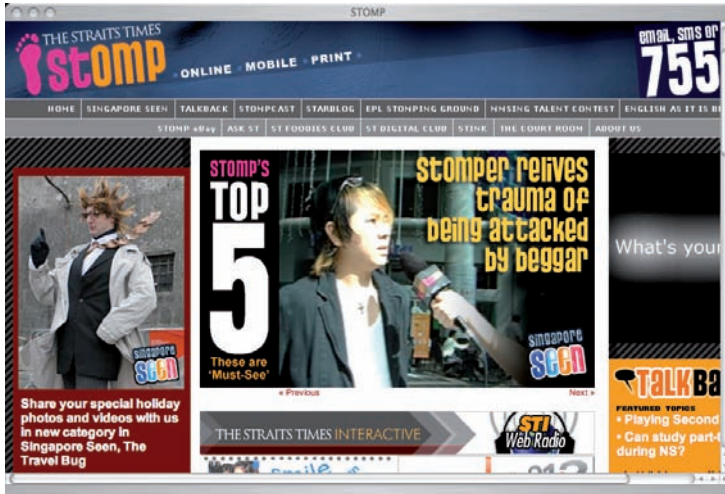 STOMP
THE STRAITS TIMES
stomp
ONLINE MOBILE PRINT
email, sms or
755
HOME SINGAPORE SEEN TALKBACK STOMPCAST STARBLOG EPL STOMPING GROUND MMSING TALENT CONTEST ENGLISH AS IT IS
STOMP eBay ASK ST ST FOODIES CLUB ST DIGITAL CLUB STINK THE COURT ROOM ABOUT US
singapore
SEEN
Share your special holiday
photos and videos with us
in new category in
Singapore Seen, The
Travel Bug
STOMP'S
TOP
5
These are
'Must-See'
stomper relives
trauma of
being attacked
by beggar
singapore
SEEN
« Previous Next »
THE STRAITS TIMES INTERACTIVE
STI
Web Radio
smile
What's your
TALKBA
FEATURED TOPICS
• Playing Second
• Can study part-
during NS?